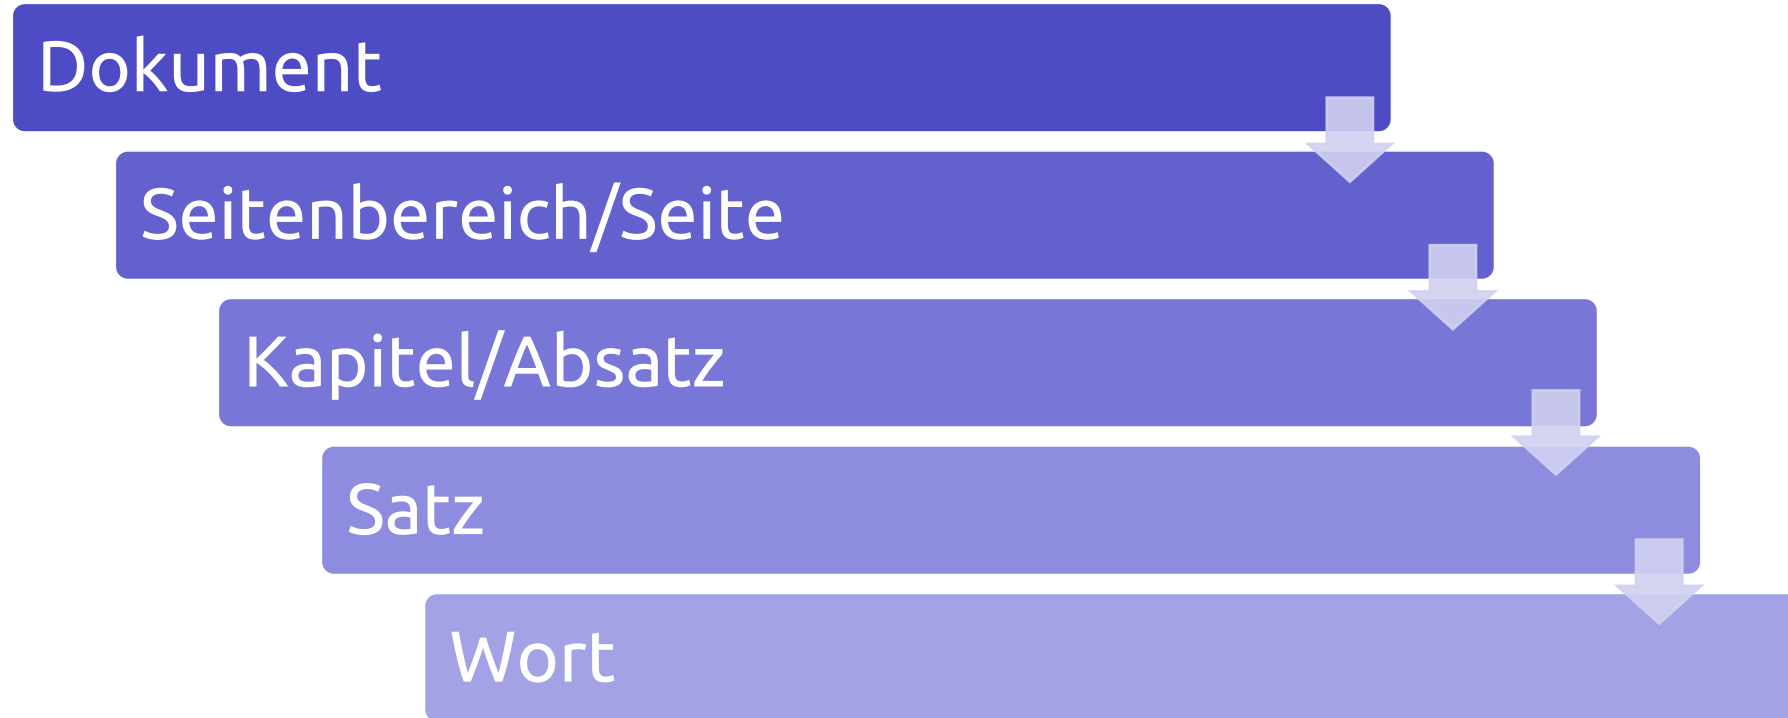 Dokument
Seitenbereich/Seite
Kapitel/Absatz
Satz
Wort